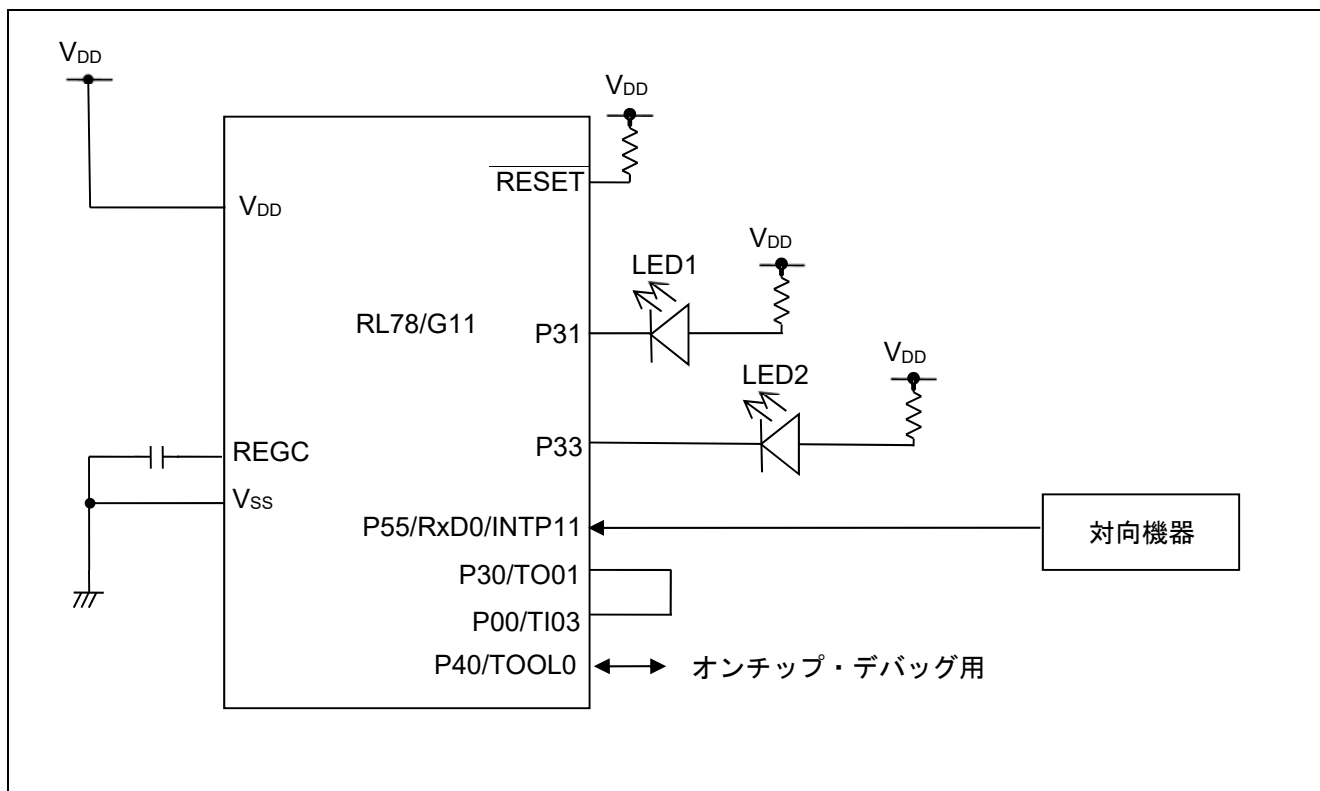 VDD
VDD
RESET
VDD
VDD
LED1
RL78/G11
P31
VDD
LED2
P33
REGC
VSS
P55/RxD0/INTP11
対向機器
P30/TO01
P00/TI03
P40/TOOL0
オンチップ・デバッグ用